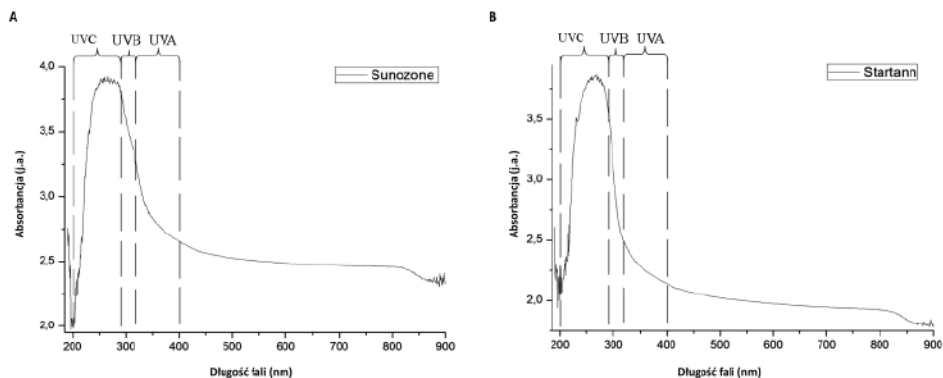 A
UVC UVB UVA
4,0
3,5
3,0
2,5
2,0
Absorbancja (j.a.)
Sunozone
200 300 400 500 600 700 800 900
Długość fali (nm)
B
UVC UVB UVA
3,5
3,0
2,5
2,0
Absorbancja (j.a.)
Startann
200 300 400 500 600 700 800 900
Długość fali (nm)